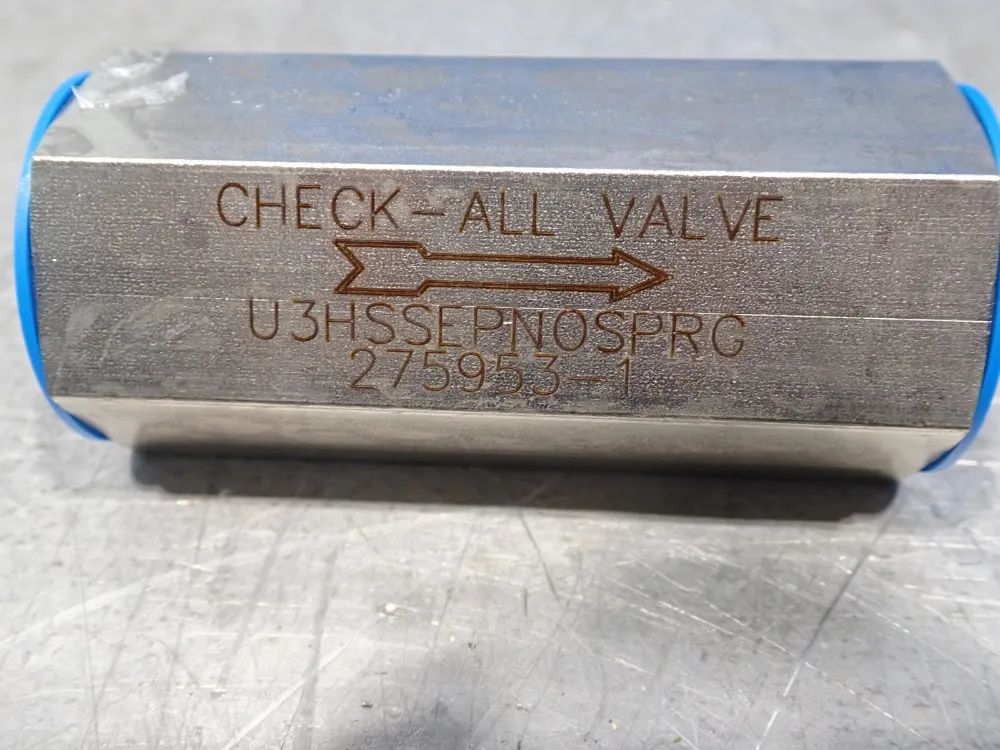 CHECK-ALL VALVE
U3HSSEPNOSPRG
275953-1